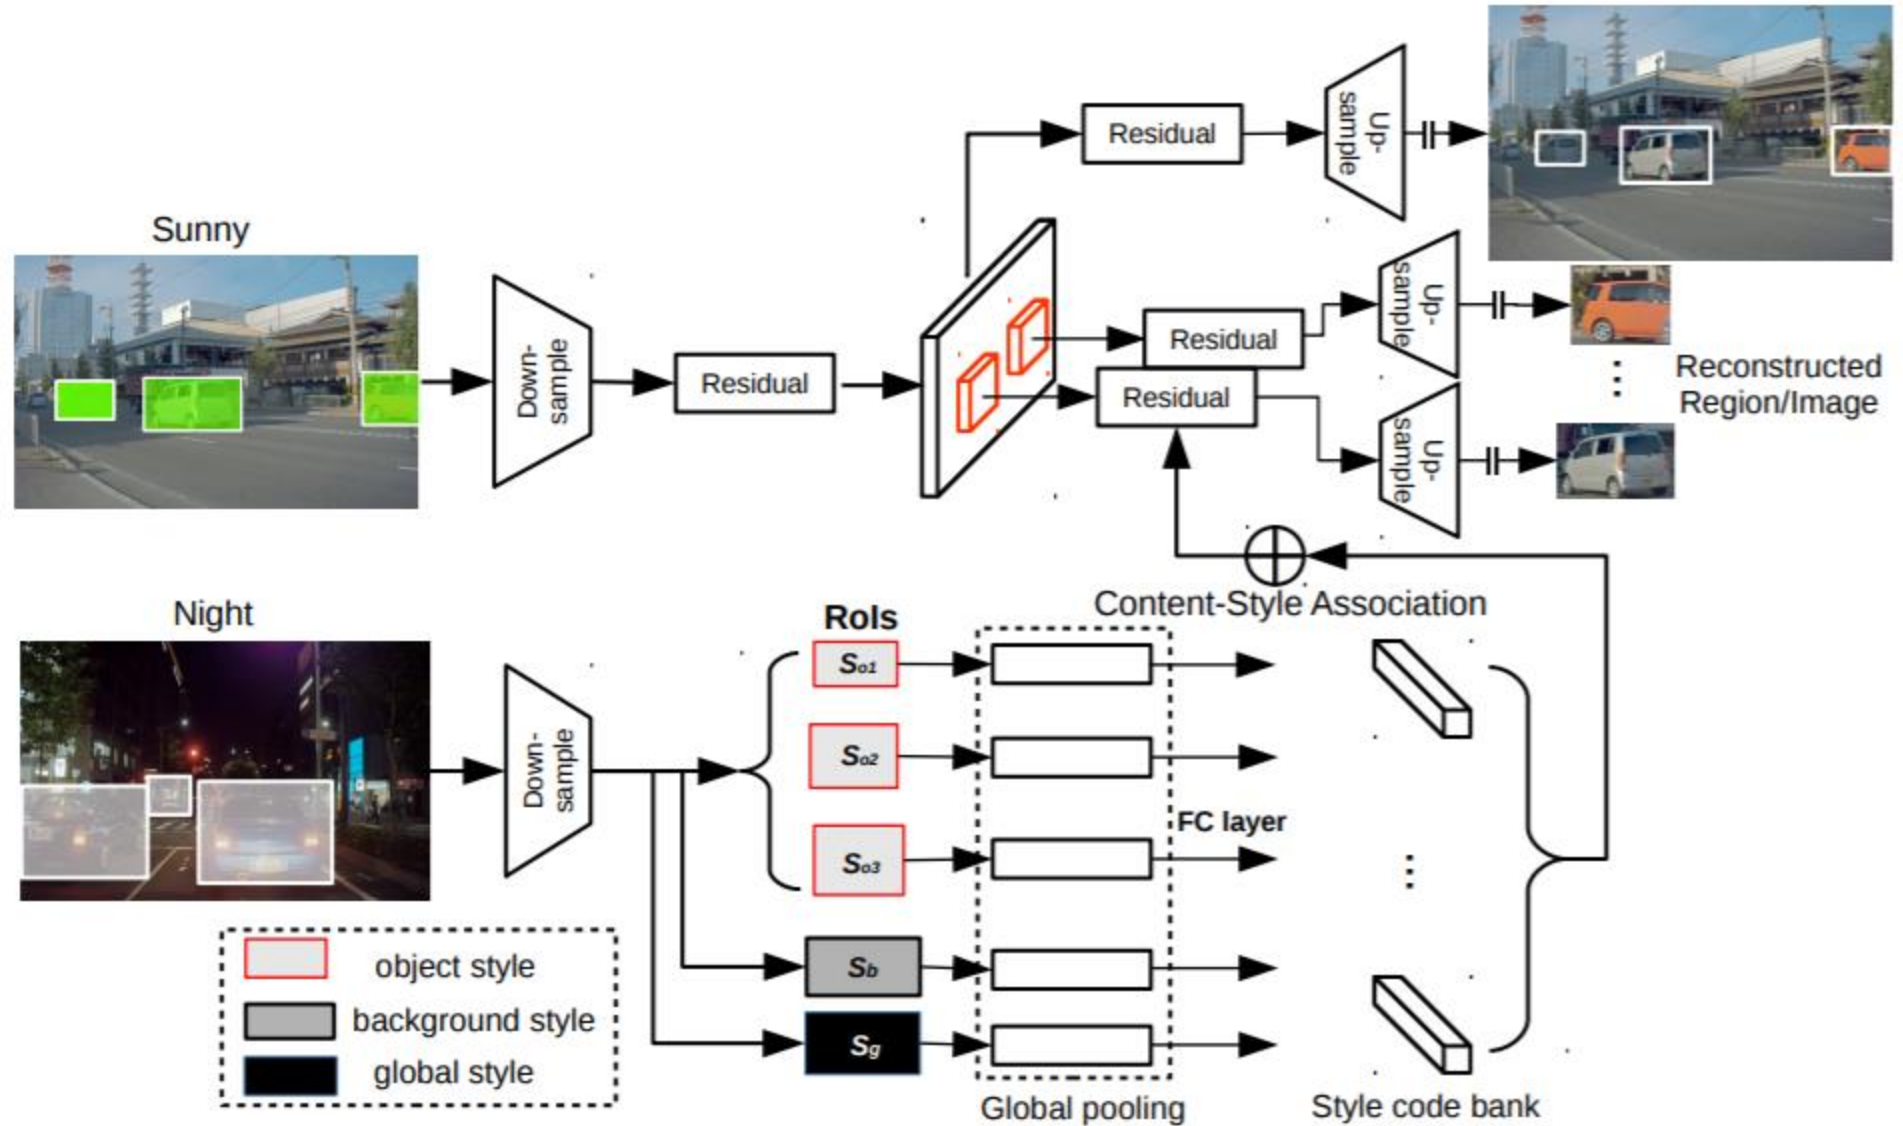 Sunny
Down-
sample
Residual
Residual
Up-
sample
Residual
Up-
sample
Residual
Up-
sample
Reconstructed
Region/Image
Night
Down-
sample
RoIs
So1
So2
So3
Sb
Sg
Content-Style Association
FC layer
object style
background style
global style
Global pooling
Style code bank